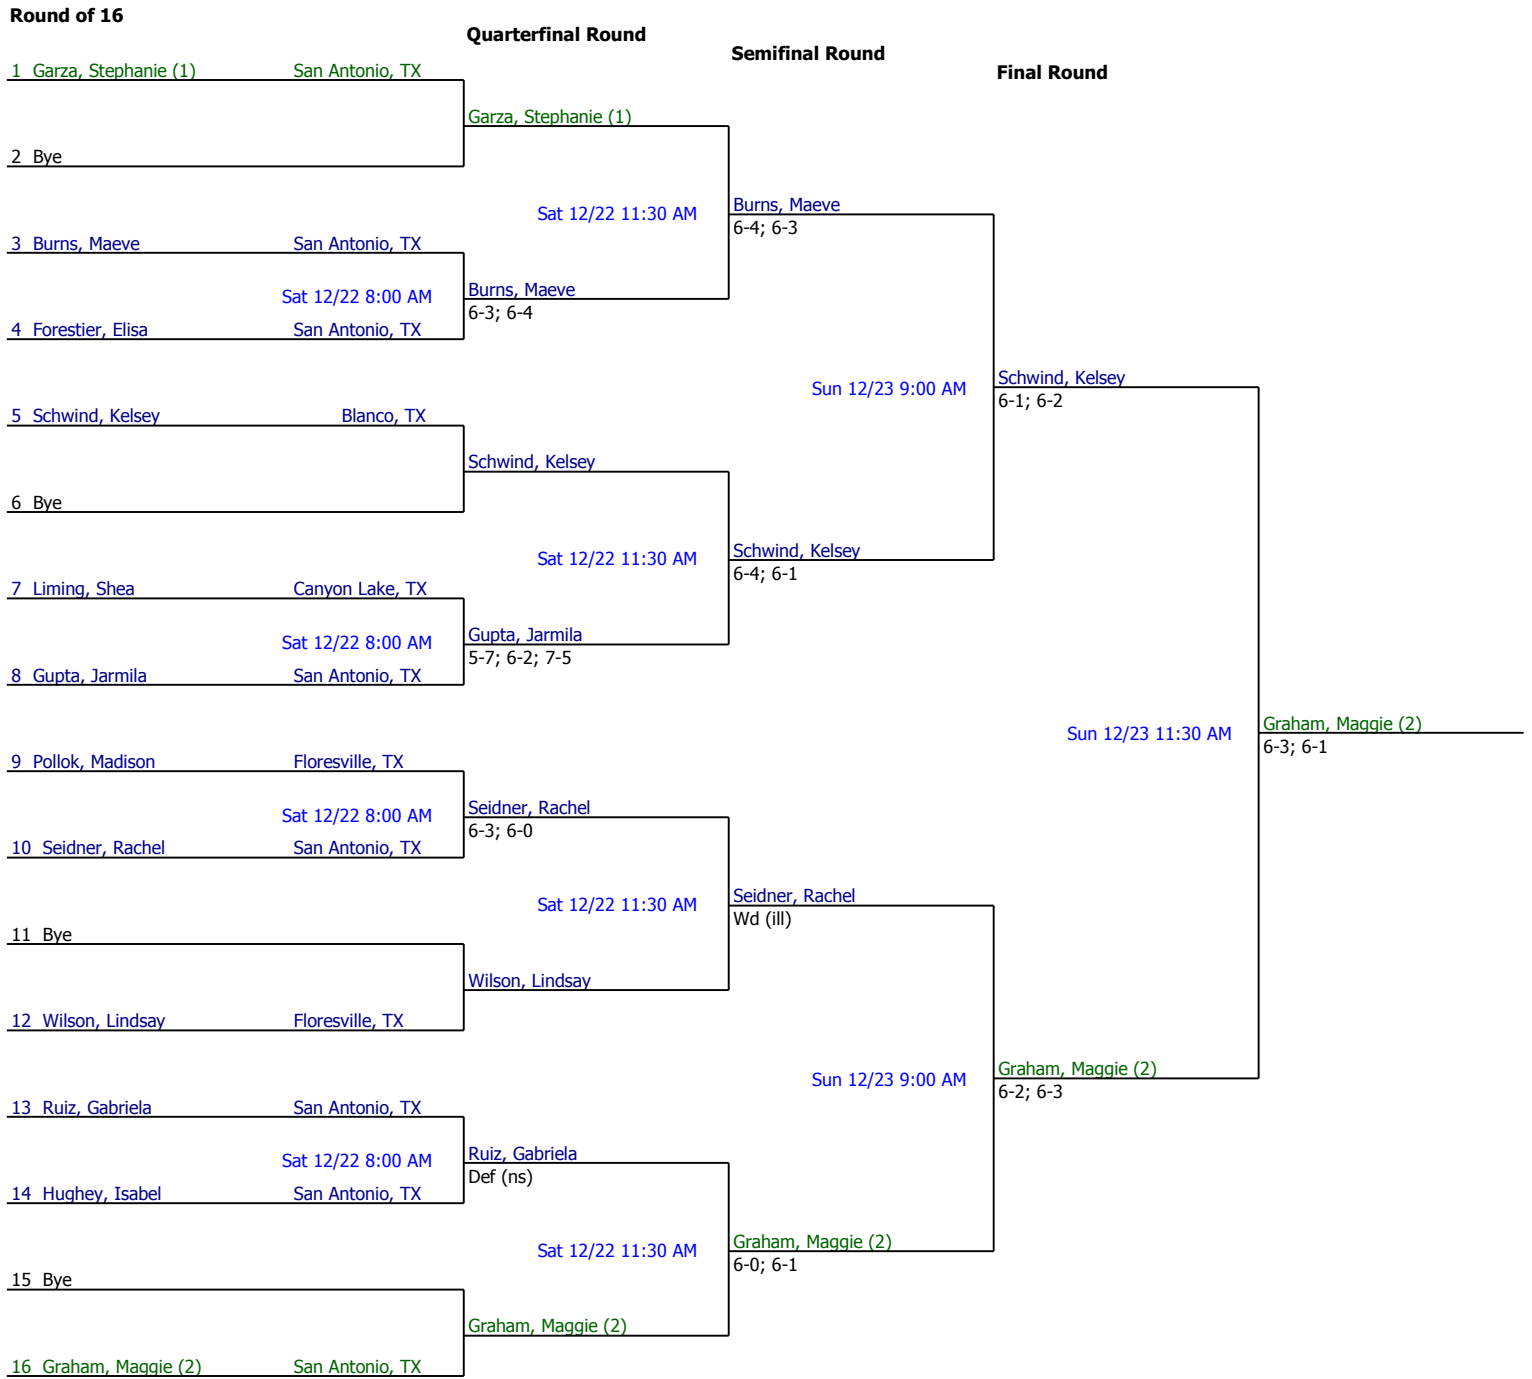 Round of 16
Quarterfinal Round
Semifinal Round
Final Round
1 Garza, Stephanie (1) San Antonio, TX
Garza, Stephanie (1)
2 Bye
Sat 12/22 11:30 AM
Burns, Maeve
6-4; 6-3
3 Burns, Maeve San Antonio, TX
Sat 12/22 8:00 AM
Burns, Maeve
6-3; 6-4
4 Forestier, Elisa San Antonio, TX
Sun 12/23 9:00 AM
Schwind, Kelsey
6-1; 6-2
5 Schwind, Kelsey Blanco, TX
Schwind, Kelsey
6 Bye
Sat 12/22 11:30 AM
Schwind, Kelsey
6-4; 6-1
7 Liming, Shea Canyon Lake, TX
Sat 12/22 8:00 AM
Gupta, Jarmila
5-7; 6-2; 7-5
8 Gupta, Jarmila San Antonio, TX
Sun 12/23 11:30 AM
Graham, Maggie (2)
6-3; 6-1
9 Pollok, Madison Floresville, TX
Sat 12/22 8:00 AM
Seidner, Rachel
6-3; 6-0
10 Seidner, Rachel San Antonio, TX
Sat 12/22 11:30 AM
Seidner, Rachel
Wd (ill)
11 Bye
Wilson, Lindsay
12 Wilson, Lindsay Floresville, TX
Sun 12/23 9:00 AM
Graham, Maggie (2)
6-2; 6-3
13 Ruiz, Gabriela San Antonio, TX
Sat 12/22 8:00 AM
Ruiz, Gabriela
Def (ns)
14 Hughey, Isabel San Antonio, TX
Sat 12/22 11:30 AM
Graham, Maggie (2)
6-0; 6-1
15 Bye
Graham, Maggie (2)
16 Graham, Maggie (2) San Antonio, TX